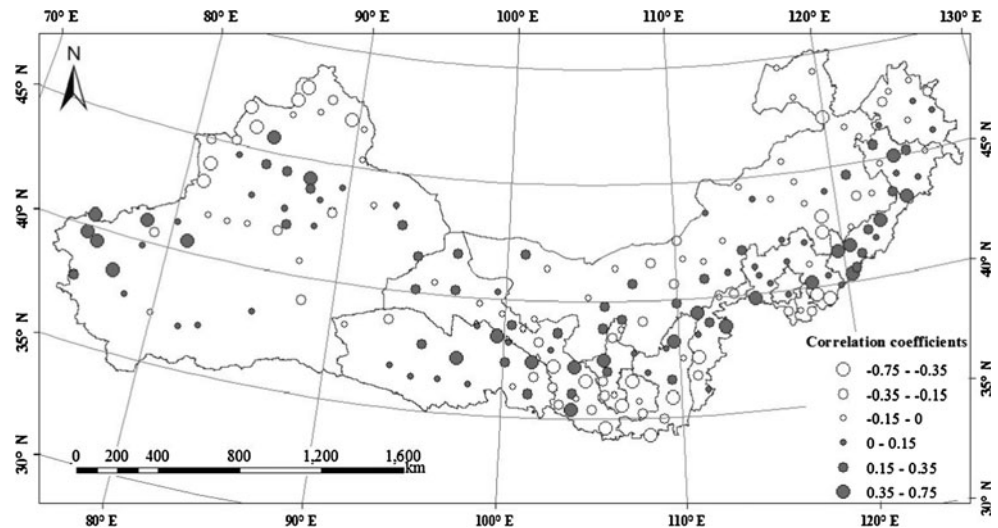 70° E 80° E 90° E 100° E 110° E 120° E 130° E
N
45° N 45° N
40° N 40° N
35° N 35° N
30° N 30° N
Correlation coefficients
-0.75 - -0.35
-0.35 - -0.15
-0.15 - 0
0 - 0.15
0.15 - 0.35
0.35 - 0.75
0 200 400 800 1,200 1,600
km
80° E 90° E 100° E 110° E 120° E